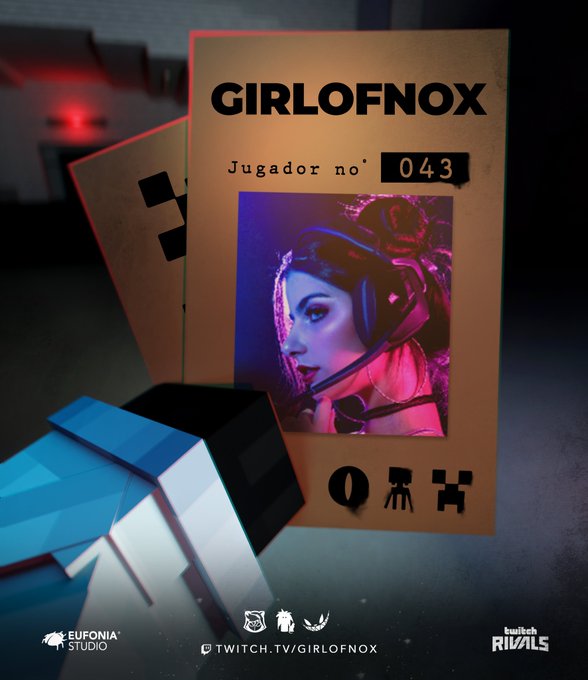 GIRLOFNOX
Jugador no° 043
EUFONIA®
STUDIO
TWITCH.TV/GIRLOFNOX
twitch
RIVALS